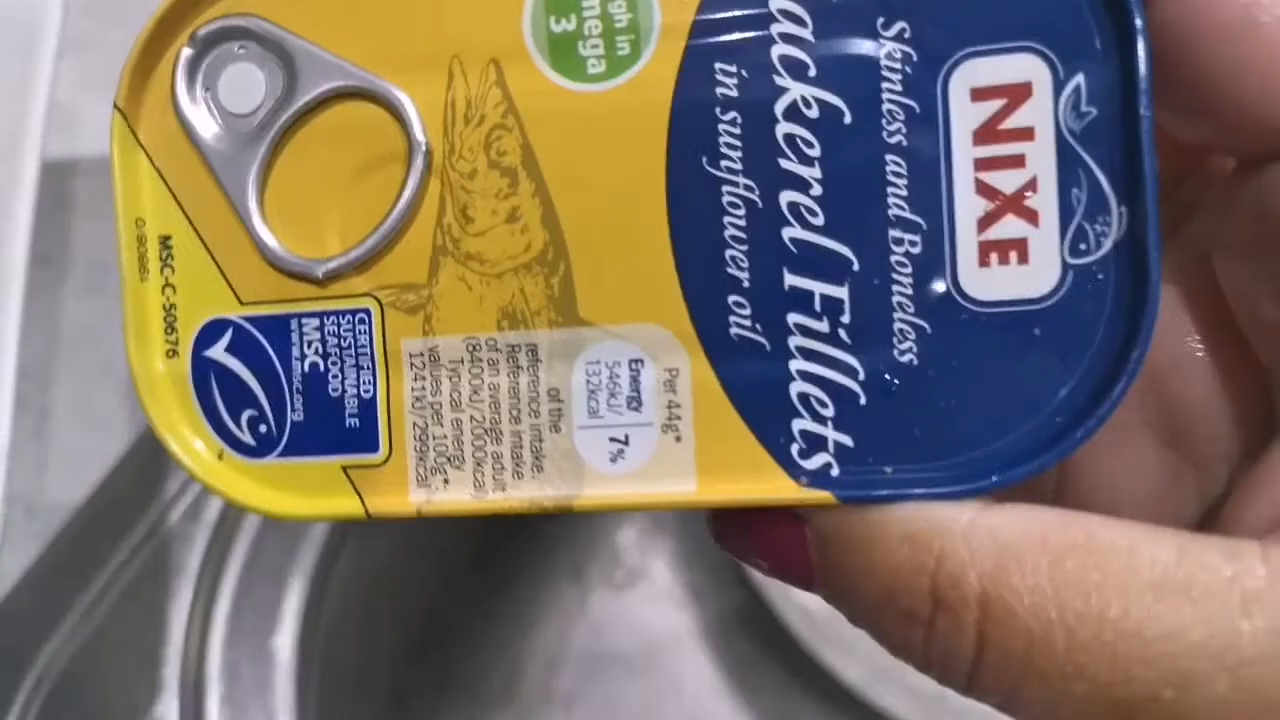 NIXE
Skinless and Boneless
ackerel Fillets
in sunflower oil
gh in
mega
3
Per 44g*
Energy
546kJ/
132kcal
7%
of the
reference intake.
Reference intake
of an average adult
(8400kJ/2000kcal)
Typical energy
values per 100g*:
1241kJ/299kcal
CERTIFIED
SUSTAINABLE
SEAFOOD
MSC
www.msc.org
MSC-C-50676